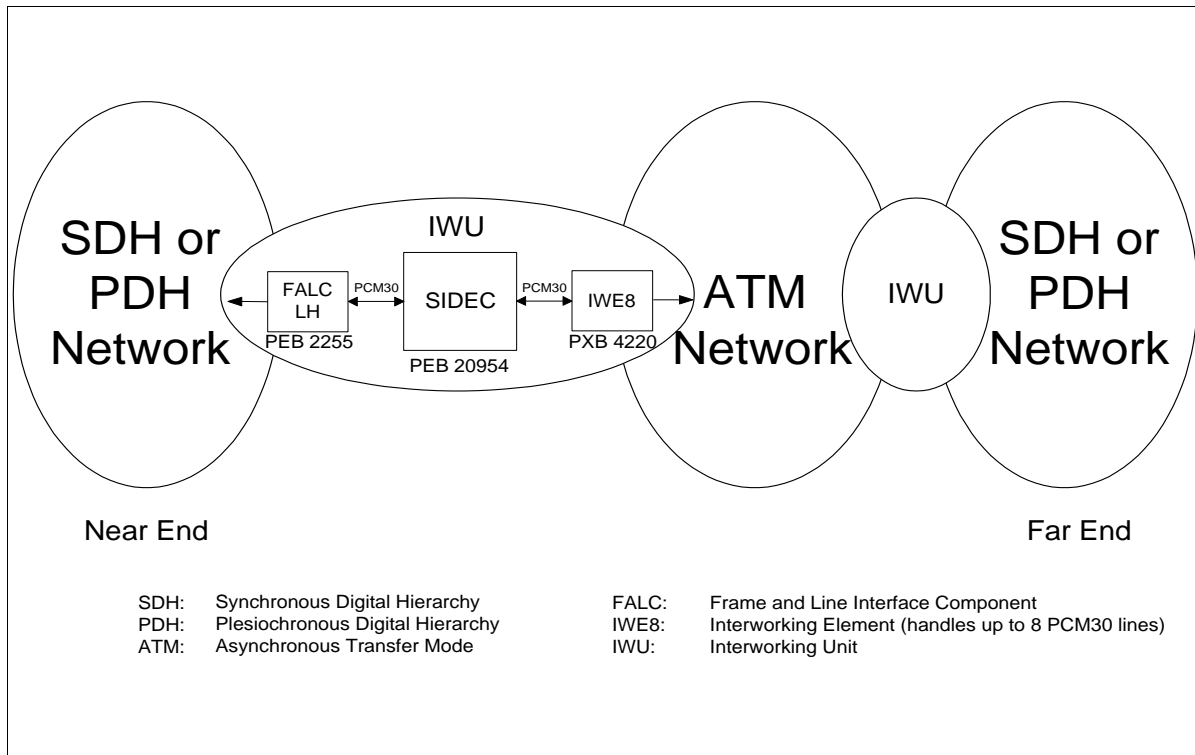 SDH or
PDH
Network
IWU
FALC
LH
PEB 2255
PCM30
SIDEC
PEB 20954
PCM30
IWE8
PXB 4220
ATM
Network
IWU
SDH or
PDH
Network
Near End
Far End
SDH: Synchronous Digital Hierarchy
PDH: Plesiochronous Digital Hierarchy
ATM: Asynchronous Transfer Mode
FALC: Frame and Line Interface Component
IWE8: Interworking Element (handles up to 8 PCM30 lines)
IWU: Interworking Unit